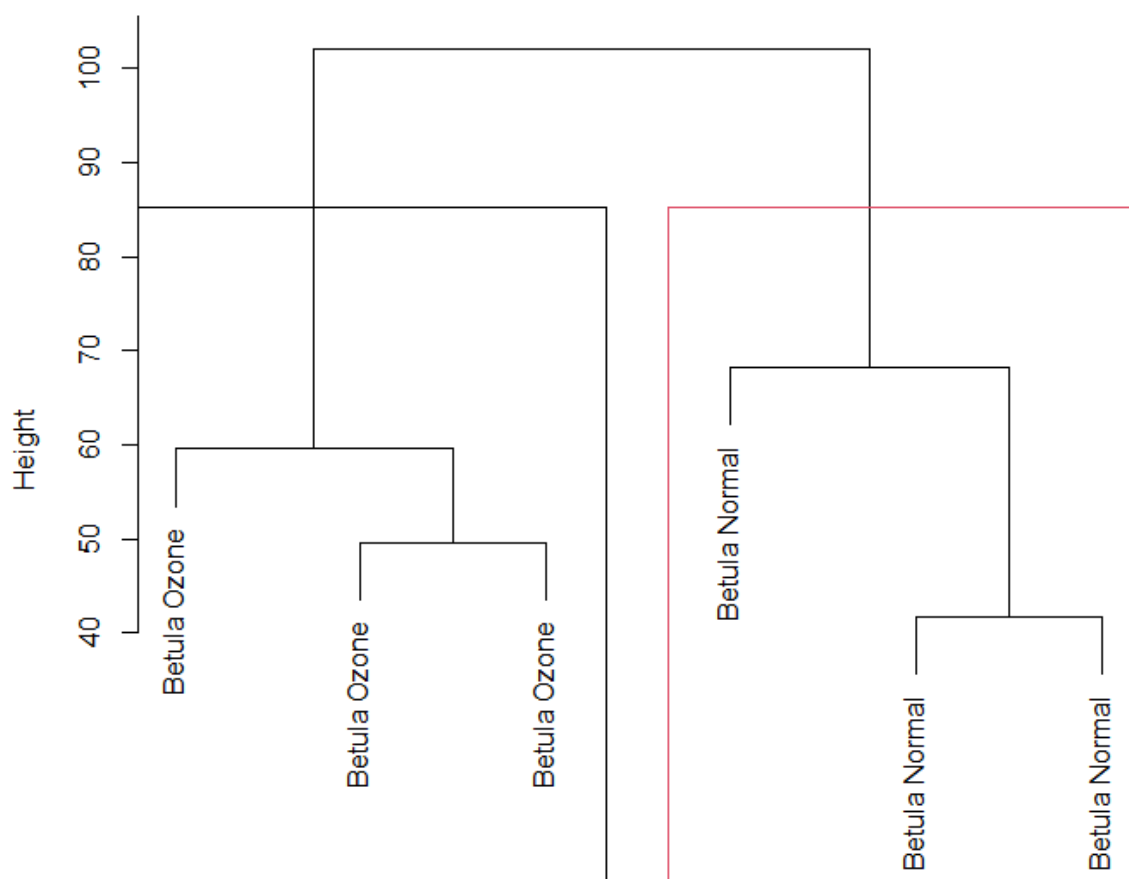 Height
100
90
80
70
60
50
40
Betula Ozone
Betula Ozone
Betula Ozone
Betula Normal
Betula Normal
Betula Normal